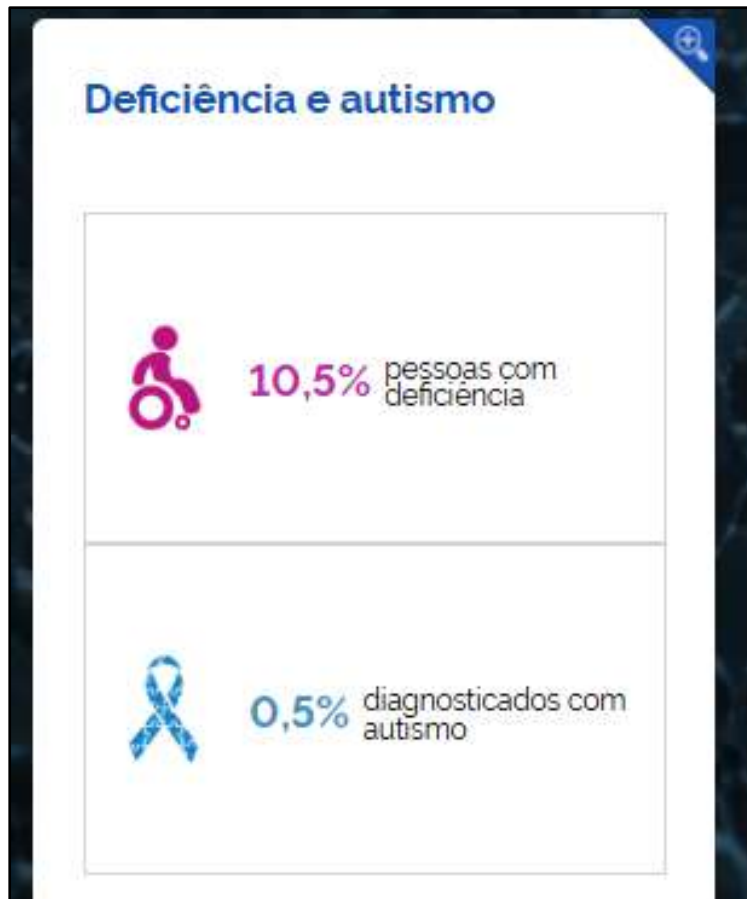 Deficiência e autismo
10,5% pessoas com
deficiência
0,5% diagnosticados com
autismo